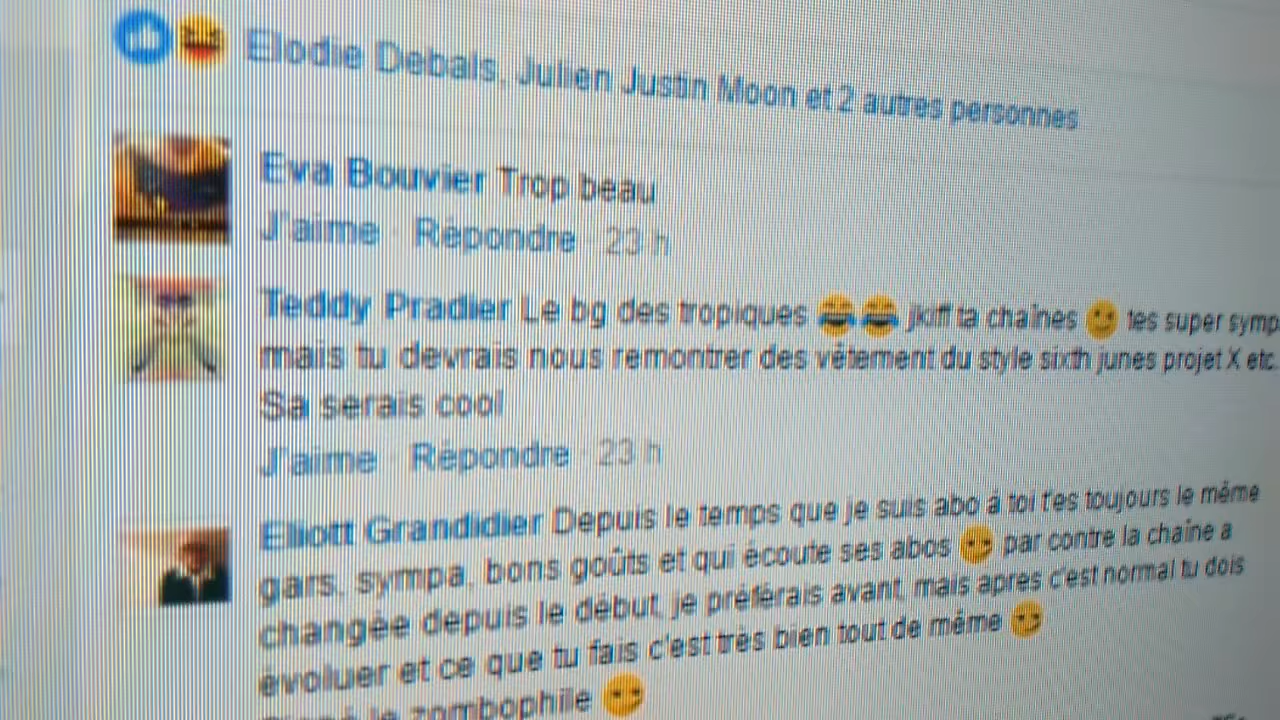 Elodie Debals, Julien Justin Moon et 2 autres personnes
Eva Bouvier Trop beau
J'aime · Répondre · 23 h
Teddy Pradier Le bg des tropiques 😂😂 jkiff ta chaînes 🙂 tes super symp
mais tu devrais nous remontrer des vêtement du style sixth junes projet X etc
Sa serais cool
J'aime · Répondre · 23 h
Eliott Grandidier Depuis le temps que je suis abo à toi t'es toujours le même
gars, sympa, bons goûts et qui écoute ses abos 😉 par contre la chaîne a
changée depuis le début, je préférais avant, mais apres c'est normal tu dois
évoluer et ce que tu fais c'est très bien tout de même 🙂
le zombophile 🙂